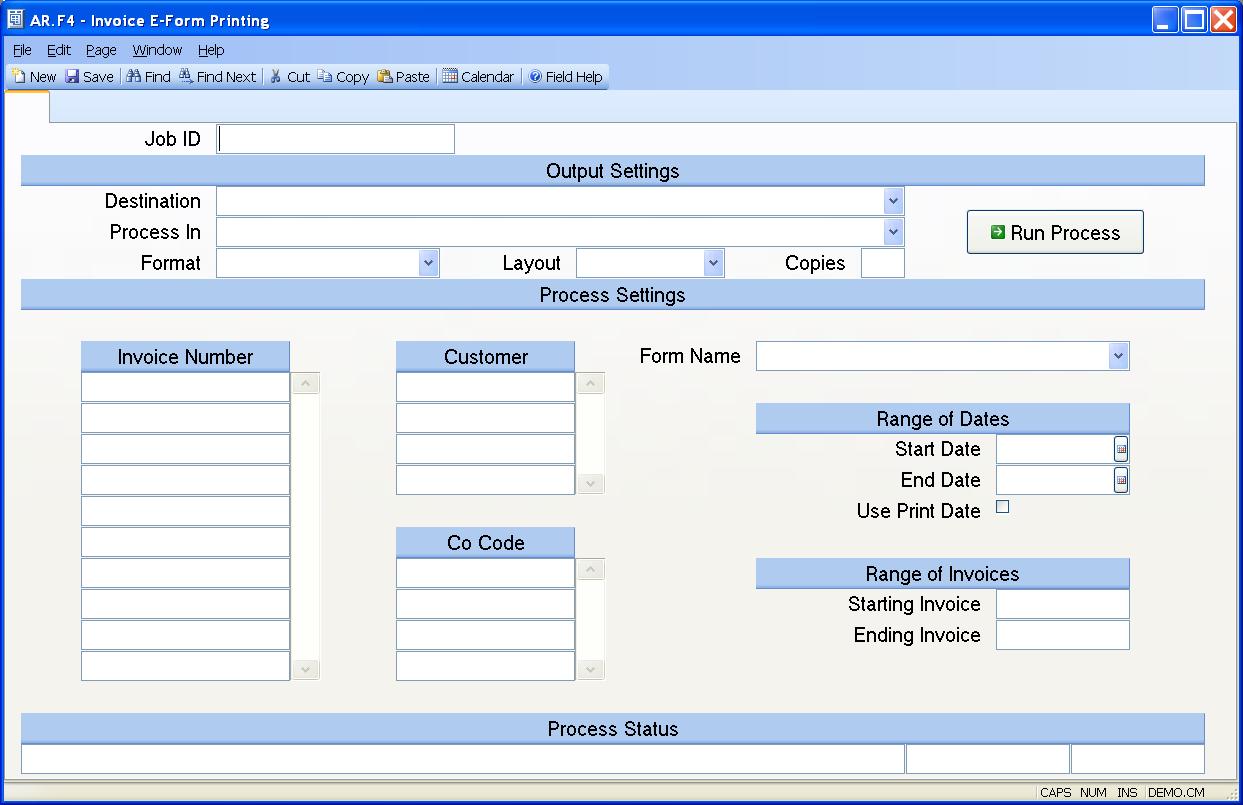 AR.F4 - Invoice E-Form Printing
File Edit Page Window Help
New Save Find Find Next Cut Copy Paste Calendar Field Help
Job ID
Output Settings
Destination
Process In
Run Process
Format Layout Copies
Process Settings
Invoice Number Customer Form Name
Range of Dates
Start Date
End Date
Use Print Date
Co Code
Range of Invoices
Starting Invoice
Ending Invoice
Process Status
CAPS NUM INS DEMO.CM